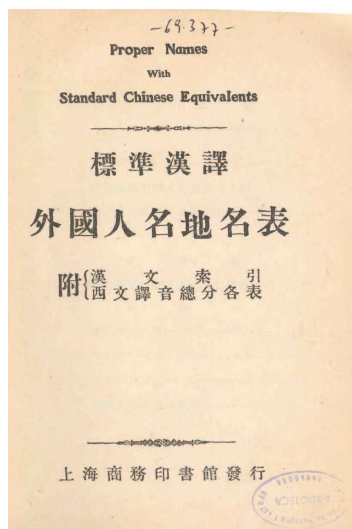 -69.377-
Proper Names
With
Standard Chinese Equivalents
標準漢譯
外國人名地名表
附{漢文索引
西文譯音總分各表
上海商務印書館發行
BIBLIOTECA